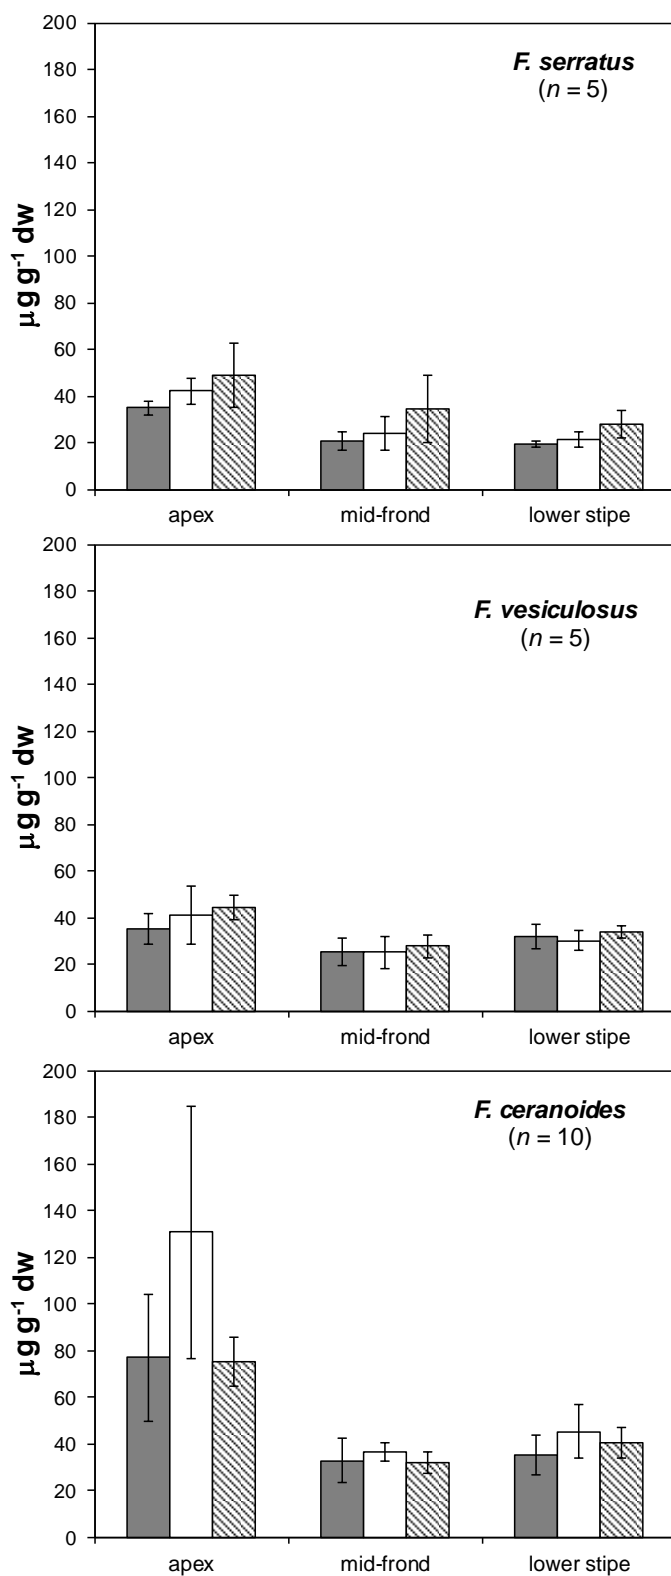 200
180
160
140
120
100
80
60
40
20
0
µg g-1 dw
F. serratus
(n = 5)
apex mid-frond lower stipe
200
180
160
140
120
100
80
60
40
20
0
µg g-1 dw
F. vesiculosus
(n = 5)
apex mid-frond lower stipe
200
180
160
140
120
100
80
60
40
20
0
µg g-1 dw
F. ceranoides
(n = 10)
apex mid-frond lower stipe